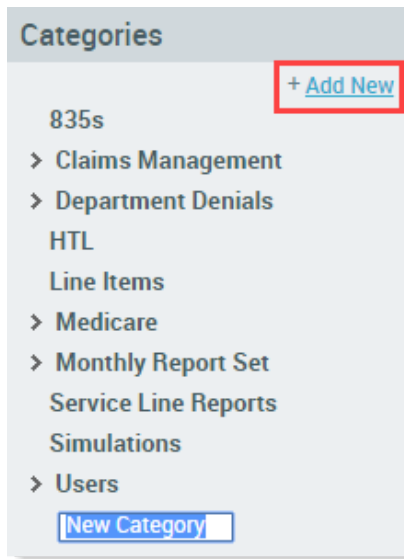 Categories
+ Add New
835s
> Claims Management
> Department Denials
HTL
Line Items
> Medicare
> Monthly Report Set
Service Line Reports
Simulations
> Users
New Category